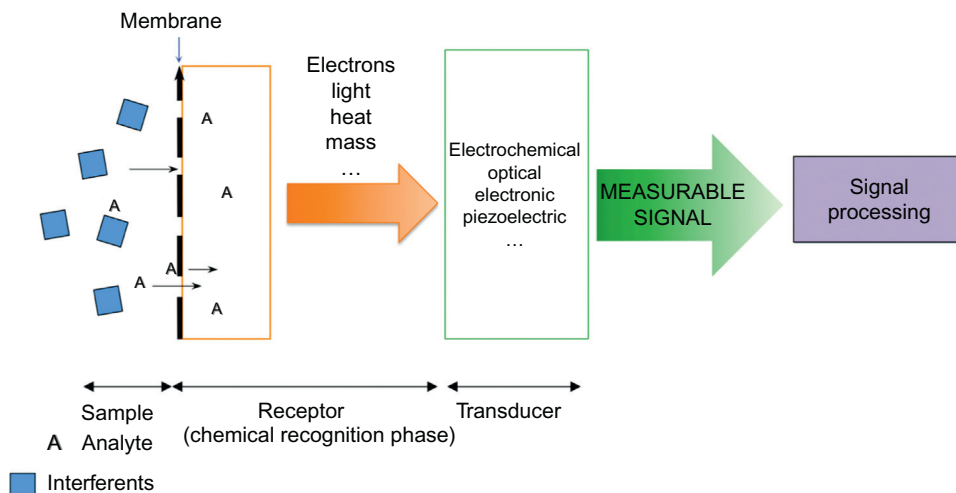 Membrane
Electrons
light
heat
mass
…
A
A
A
A
A
A
Electrochemical
optical
electronic
piezoelectric
…
MEASURABLE
SIGNAL
Signal
processing
Sample
A Analyte
Interferents
Receptor
(chemical recognition phase)
Transducer